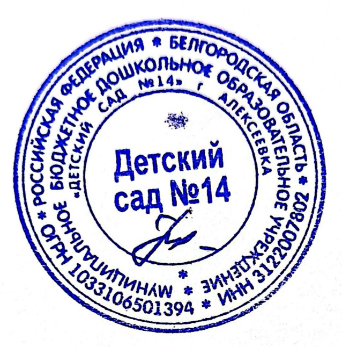 * РОССИЙСКАЯ ФЕДЕРАЦИЯ * БЕЛГОРОДСКАЯ ОБЛАСТЬ * ИНН 3122007802 * ОГРН 1033106501394
МУНИЦИПАЛЬНОЕ БЮДЖЕТНОЕ ДОШКОЛЬНОЕ ОБРАЗОВАТЕЛЬНОЕ УЧРЕЖДЕНИЕ *
"ДЕТСКИЙ САД №14" г АЛЕКСЕЕВКА
Детский
сад №14